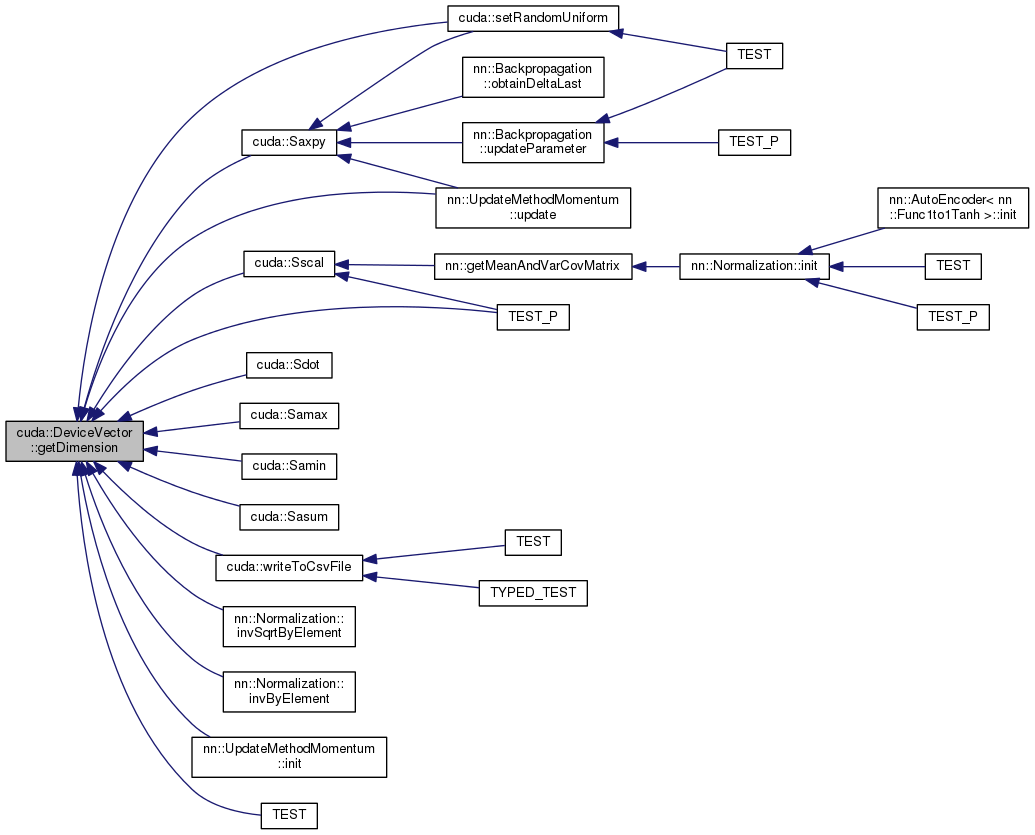 cuda::setRandomUniform
TEST
nn::Backpropagation
::obtainDeltaLast
cuda::Saxpy
nn::Backpropagation
::updateParameter
TEST_P
nn::UpdateMethodMomentum
::update
nn::AutoEncoder< nn
::Func1to1Tanh >::init
cuda::Sscal
nn::getMeanAndVarCovMatrix
nn::Normalization::init
TEST
TEST_P
TEST_P
cuda::Sdot
cuda::Samax
cuda::DeviceVector
::getDimension
cuda::Samin
cuda::Sasum
cuda::writeToCsvFile
TEST
TYPED_TEST
nn::Normalization::
invSqrtByElement
nn::Normalization::
invByElement
nn::UpdateMethodMomentum
::init
TEST